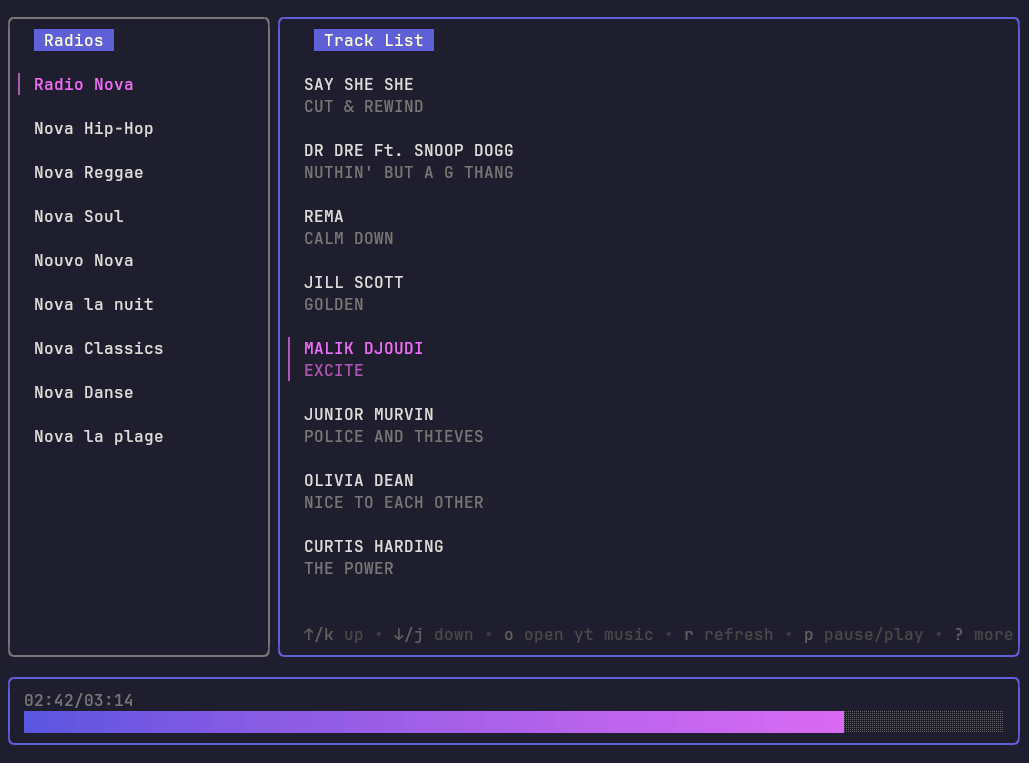 Radios
Radio Nova
Nova Hip-Hop
Nova Reggae
Nova Soul
Nouvo Nova
Nova la nuit
Nova Classics
Nova Danse
Nova la plage
Track List
SAY SHE SHE
CUT & REWIND
DR DRE Ft. SNOOP DOGG
NUTHIN' BUT A G THANG
REMA
CALM DOWN
JILL SCOTT
GOLDEN
MALIK DJOUDI
EXCITE
JUNIOR MURVIN
POLICE AND THIEVES
OLIVIA DEAN
NICE TO EACH OTHER
CURTIS HARDING
THE POWER
↑/k up • ↓/j down • o open yt music • r refresh • p pause/play • ? more
02:42/03:14